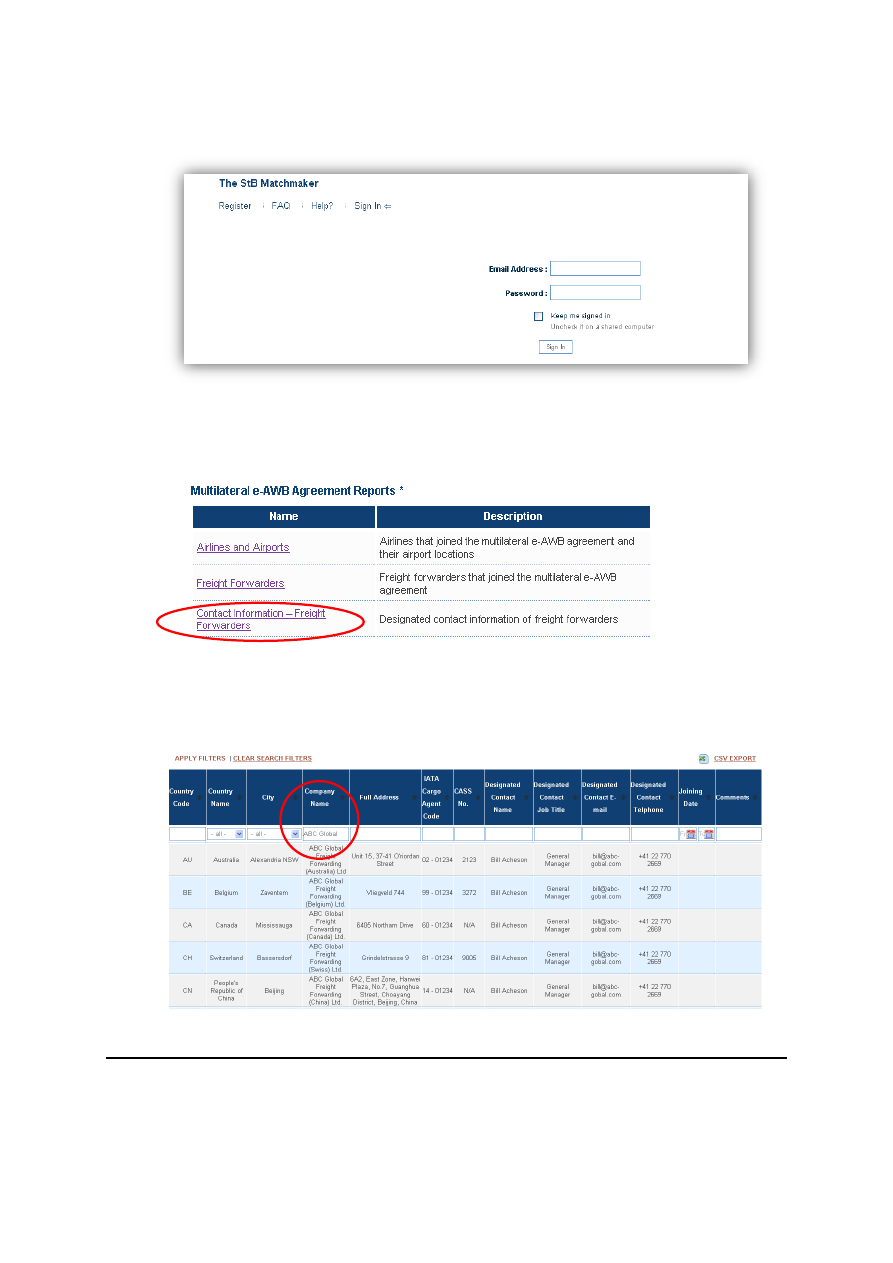 The StB Matchmaker
Register FAQ Help? Sign In ⇐
Email Address :
Password :
Keep me signed in
Uncheck if on a shared computer
Sign In
Multilateral e-AWB Agreement Reports *
Name Description
Airlines and Airports
Airlines that joined the multilateral e-AWB agreement and
their airport locations
Freight Forwarders
Freight forwarders that joined the multilateral e-AWB
agreement
Contact Information – Freight
Forwarders
Designated contact information of freight forwarders
APPLY FILTERS | CLEAR SEARCH FILTERS CSV EXPORT
Country
Code
Country
Name
City
Company
Name
Full Address
IATA
Cargo
Agent
Code
CASS
No.
Designated
Contact
Name
Designated
Contact
Job Title
Designated
Contact E-
mail
Designated
Contact
Telphone
Joining
Date
Comments
- all - - all - ABC Global
AU
Australia
Alexandria NSW
ABC Global
Freight
Forwarding
(Australia) Ltd
Unit 15, 37-41 O'riordan
Street
02 - 01234
2123
Bill Acheson
General
Manager
bill@abc-
gobal.com
+41 22 770
2669
BE
Belgium
Zaventem
ABC Global
Freight
Forwarding
(Belgium) Ltd.
Vliegveld 744
99 - 01234
3272
Bill Acheson
General
Manager
bill@abc-
gobal.com
+41 22 770
2669
CA
Canada
Mississauga
ABC Global
Freight
Forwarding
(Canada) Ltd.
6405 Northam Drive
60 - 01234
N/A
Bill Acheson
General
Manager
bill@abc-
gobal.com
+41 22 770
2669
CH
Switzerland
Bassersdorf
ABC Global
Freight
Forwarding
(Swiss) Ltd.
Grindelstrasse 9
81 - 01234
9005
Bill Acheson
General
Manager
bill@abc-
gobal.com
+41 22 770
2669
CN
People's
Republic of
China
Beijing
ABC Global
Freight
Forwarding
(China) Ltd.
6A2, East Zone, Hanwei
Plaza, No.7, Guanghua
Street, Choayang
District, Beijing, China
14 - 01234
N/A
Bill Acheson
General
Manager
bill@abc-
gobal.com
+41 22 770
2669